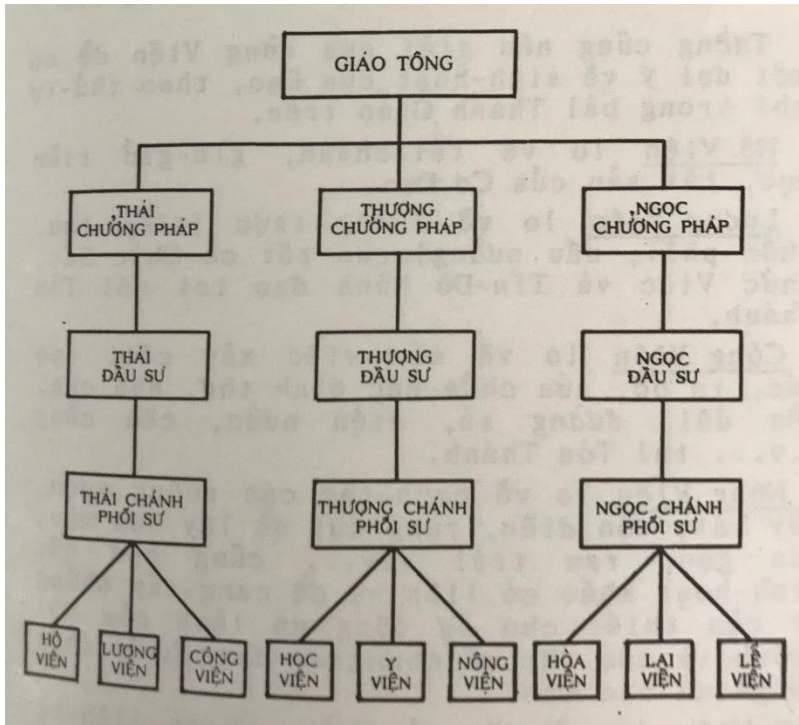 GIÁO TÔNG
THÁI
CHƯỞNG PHÁP
THƯỢNG
CHƯỞNG PHÁP
NGỌC
CHƯỞNG PHÁP
THÁI
ĐẦU SƯ
THƯỢNG
ĐẦU SƯ
NGỌC
ĐẦU SƯ
THÁI CHÁNH
PHỐI SƯ
THƯỢNG CHÁNH
PHỐI SƯ
NGỌC CHÁNH
PHỐI SƯ
HỘ
VIỆN
LƯƠNG
VIỆN
CÔNG
VIỆN
HỌC
VIỆN
Y
VIỆN
NÔNG
VIỆN
HÒA
VIỆN
LẠI
VIỆN
LỄ
VIỆN